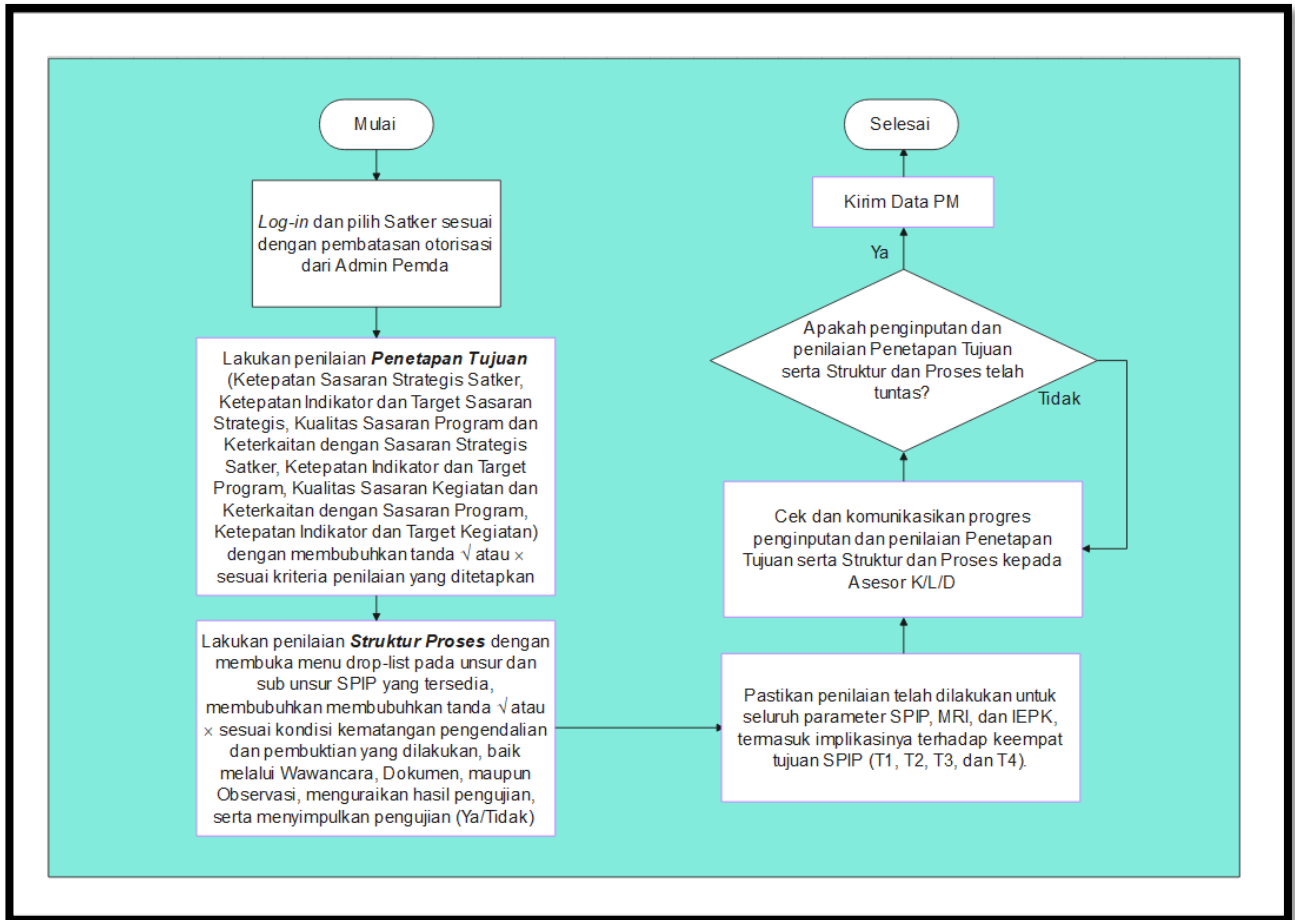 Mulai
Log-in dan pilih Satker sesuai
dengan pembatasan otorisasi
dari Admin Pemda
Lakukan penilaian Penetapan Tujuan
(Ketepatan Sasaran Strategis Satker,
Ketepatan Indikator dan Target Sasaran
Strategis, Kualitas Sasaran Program dan
Keterkaitan dengan Sasaran Strategis
Satker, Ketepatan Indikator dan Target
Program, Kualitas Sasaran Kegiatan dan
Keterkaitan dengan Sasaran Program,
Ketepatan Indikator dan Target Kegiatan)
dengan membubuhkan tanda √ atau ×
sesuai kriteria penilaian yang ditetapkan
Lakukan penilaian Struktur Proses dengan
membuka menu drop-list pada unsur dan
sub unsur SPIP yang tersedia,
membubuhkan membubuhkan tanda √ atau
× sesuai kondisi kematangan pengendalian
dan pembuktian yang dilakukan, baik
melalui Wawancara, Dokumen, maupun
Observasi, menguraikan hasil pengujian,
serta menyimpulkan pengujian (Ya/Tidak)
Pastikan penilaian telah dilakukan untuk
seluruh parameter SPIP, MRI, dan IEPK,
termasuk implikasinya terhadap keempat
tujuan SPIP (T1, T2, T3, dan T4).
Cek dan komunikasikan progres
penginputan dan penilaian Penetapan
Tujuan serta Struktur dan Proses kepada
Asesor K/L/D
Apakah penginputan dan
penilaian Penetapan Tujuan
serta Struktur dan Proses telah
tuntas?
Tidak
Ya
Kirim Data PM
Selesai